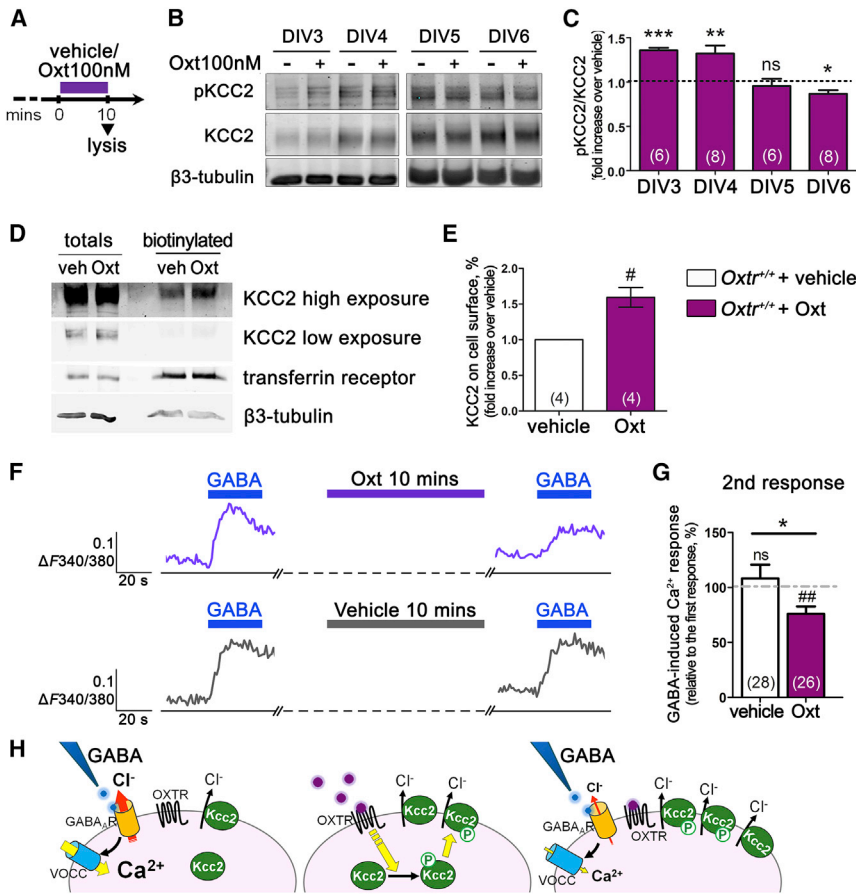 A
vehicle/
Oxt100nM
mins
0 10
lysis
B
DIV3 DIV4 DIV5 DIV6
Oxt100nM - + - + - + - +
pKCC2
KCC2
β3-tubulin
C
pKCC2/KCC2
(fold increase over vehicle)
1.5
1.0
0.5
0.0
*** ** ns *
(6) (8) (6) (8)
DIV3 DIV4 DIV5 DIV6
D
totals biotinylated
veh Oxt veh Oxt
KCC2 high exposure
KCC2 low exposure
transferrin receptor
β3-tubulin
E
KCC2 on cell surface, %
(fold increase over vehicle)
2.0
1.5
1.0
0.5
0.0
#
(4) (4)
vehicle Oxt
Oxtr+/+ + vehicle
Oxtr+/+ + Oxt
F
GABA Oxt 10 mins GABA
0.1
ΔF340/380
20 s
GABA Vehicle 10 mins GABA
0.1
ΔF340/380
20 s
G
2nd response
GABA-induced Ca²⁺ response
(relative to the first response, %)
150
100
50
0
*
ns
##
(28) (26)
vehicle Oxt
H
GABA
Cl-
OXTR
Cl-
GABAAR
Kcc2
VOCC
Ca²⁺
Kcc2
OXTR
Cl-
Cl-
Kcc2
Kcc2
P
Kcc2
P
Kcc2
GABA
Cl-
GABAAR
OXTR
Cl-
Cl-
Cl-
Kcc2
P
Kcc2
P
Kcc2
VOCC
Ca²⁺